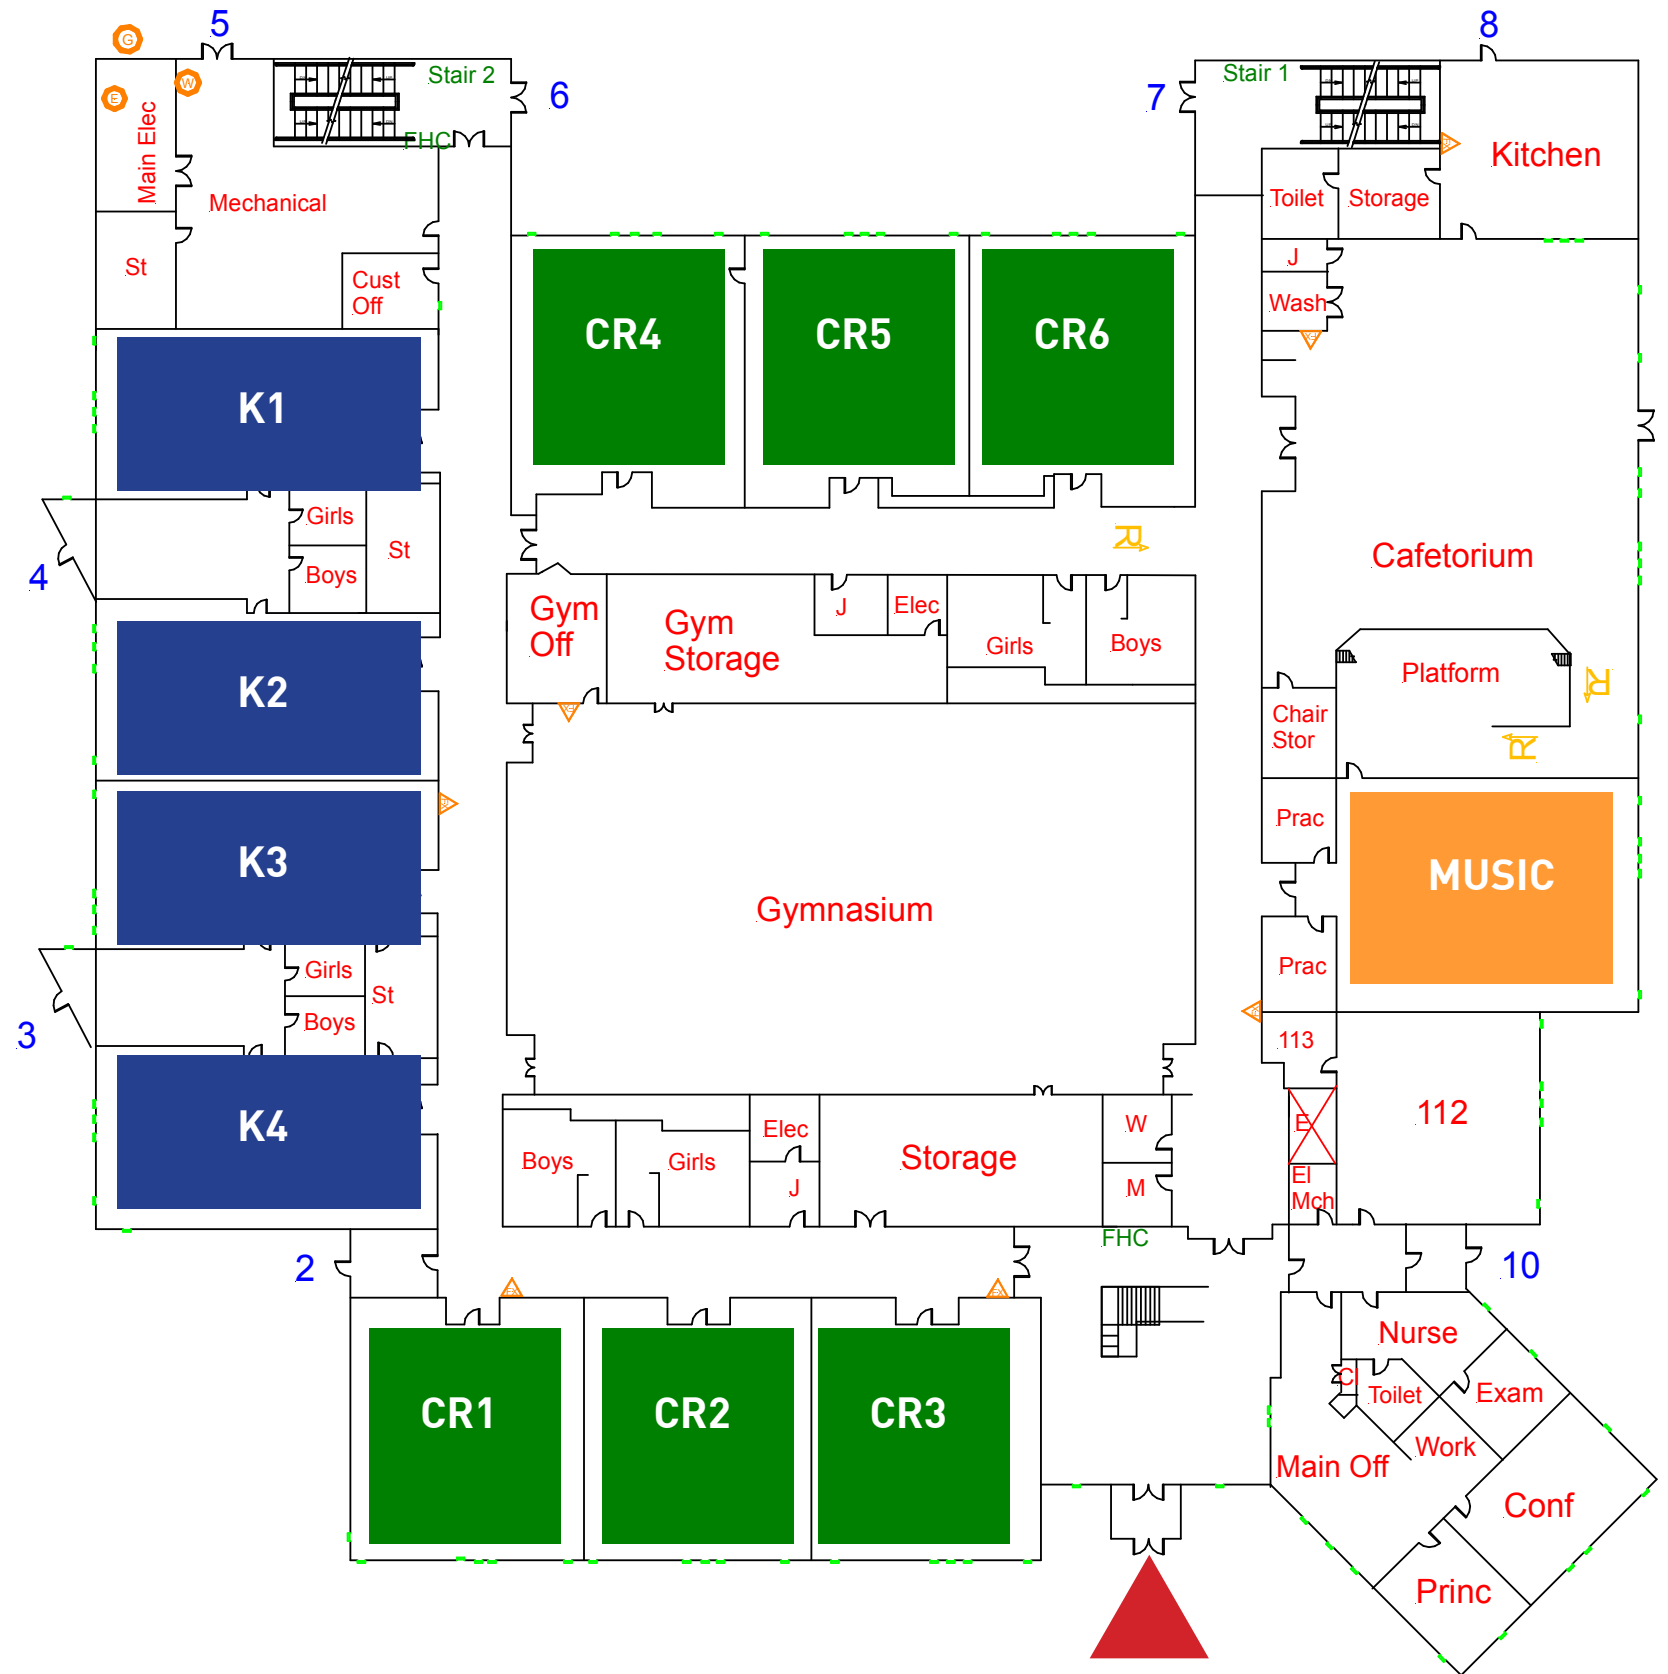 5
8
G
E
W
Stair 2
Stair 1
6
7
FHC
Main Elec
Kitchen
Mechanical
Toilet
Storage
St
J
Cust
Off
Wash
CR4
CR5
CR6
K1
Girls
St
Boys
4
R
Cafetorium
Gym
Off
Gym
Storage
J
Elec
Girls
Boys
Platform
R
K2
Chair
Stor
R
Prac
K3
MUSIC
Gymnasium
Girls
St
Boys
Prac
3
113
K4
Boys
Girls
Elec
J
Storage
W
M
E
112
El
Mch
FHC
2
10
Nurse
Cl
Toilet
Exam
CR1
CR2
CR3
Work
Main Off
Conf
Princ